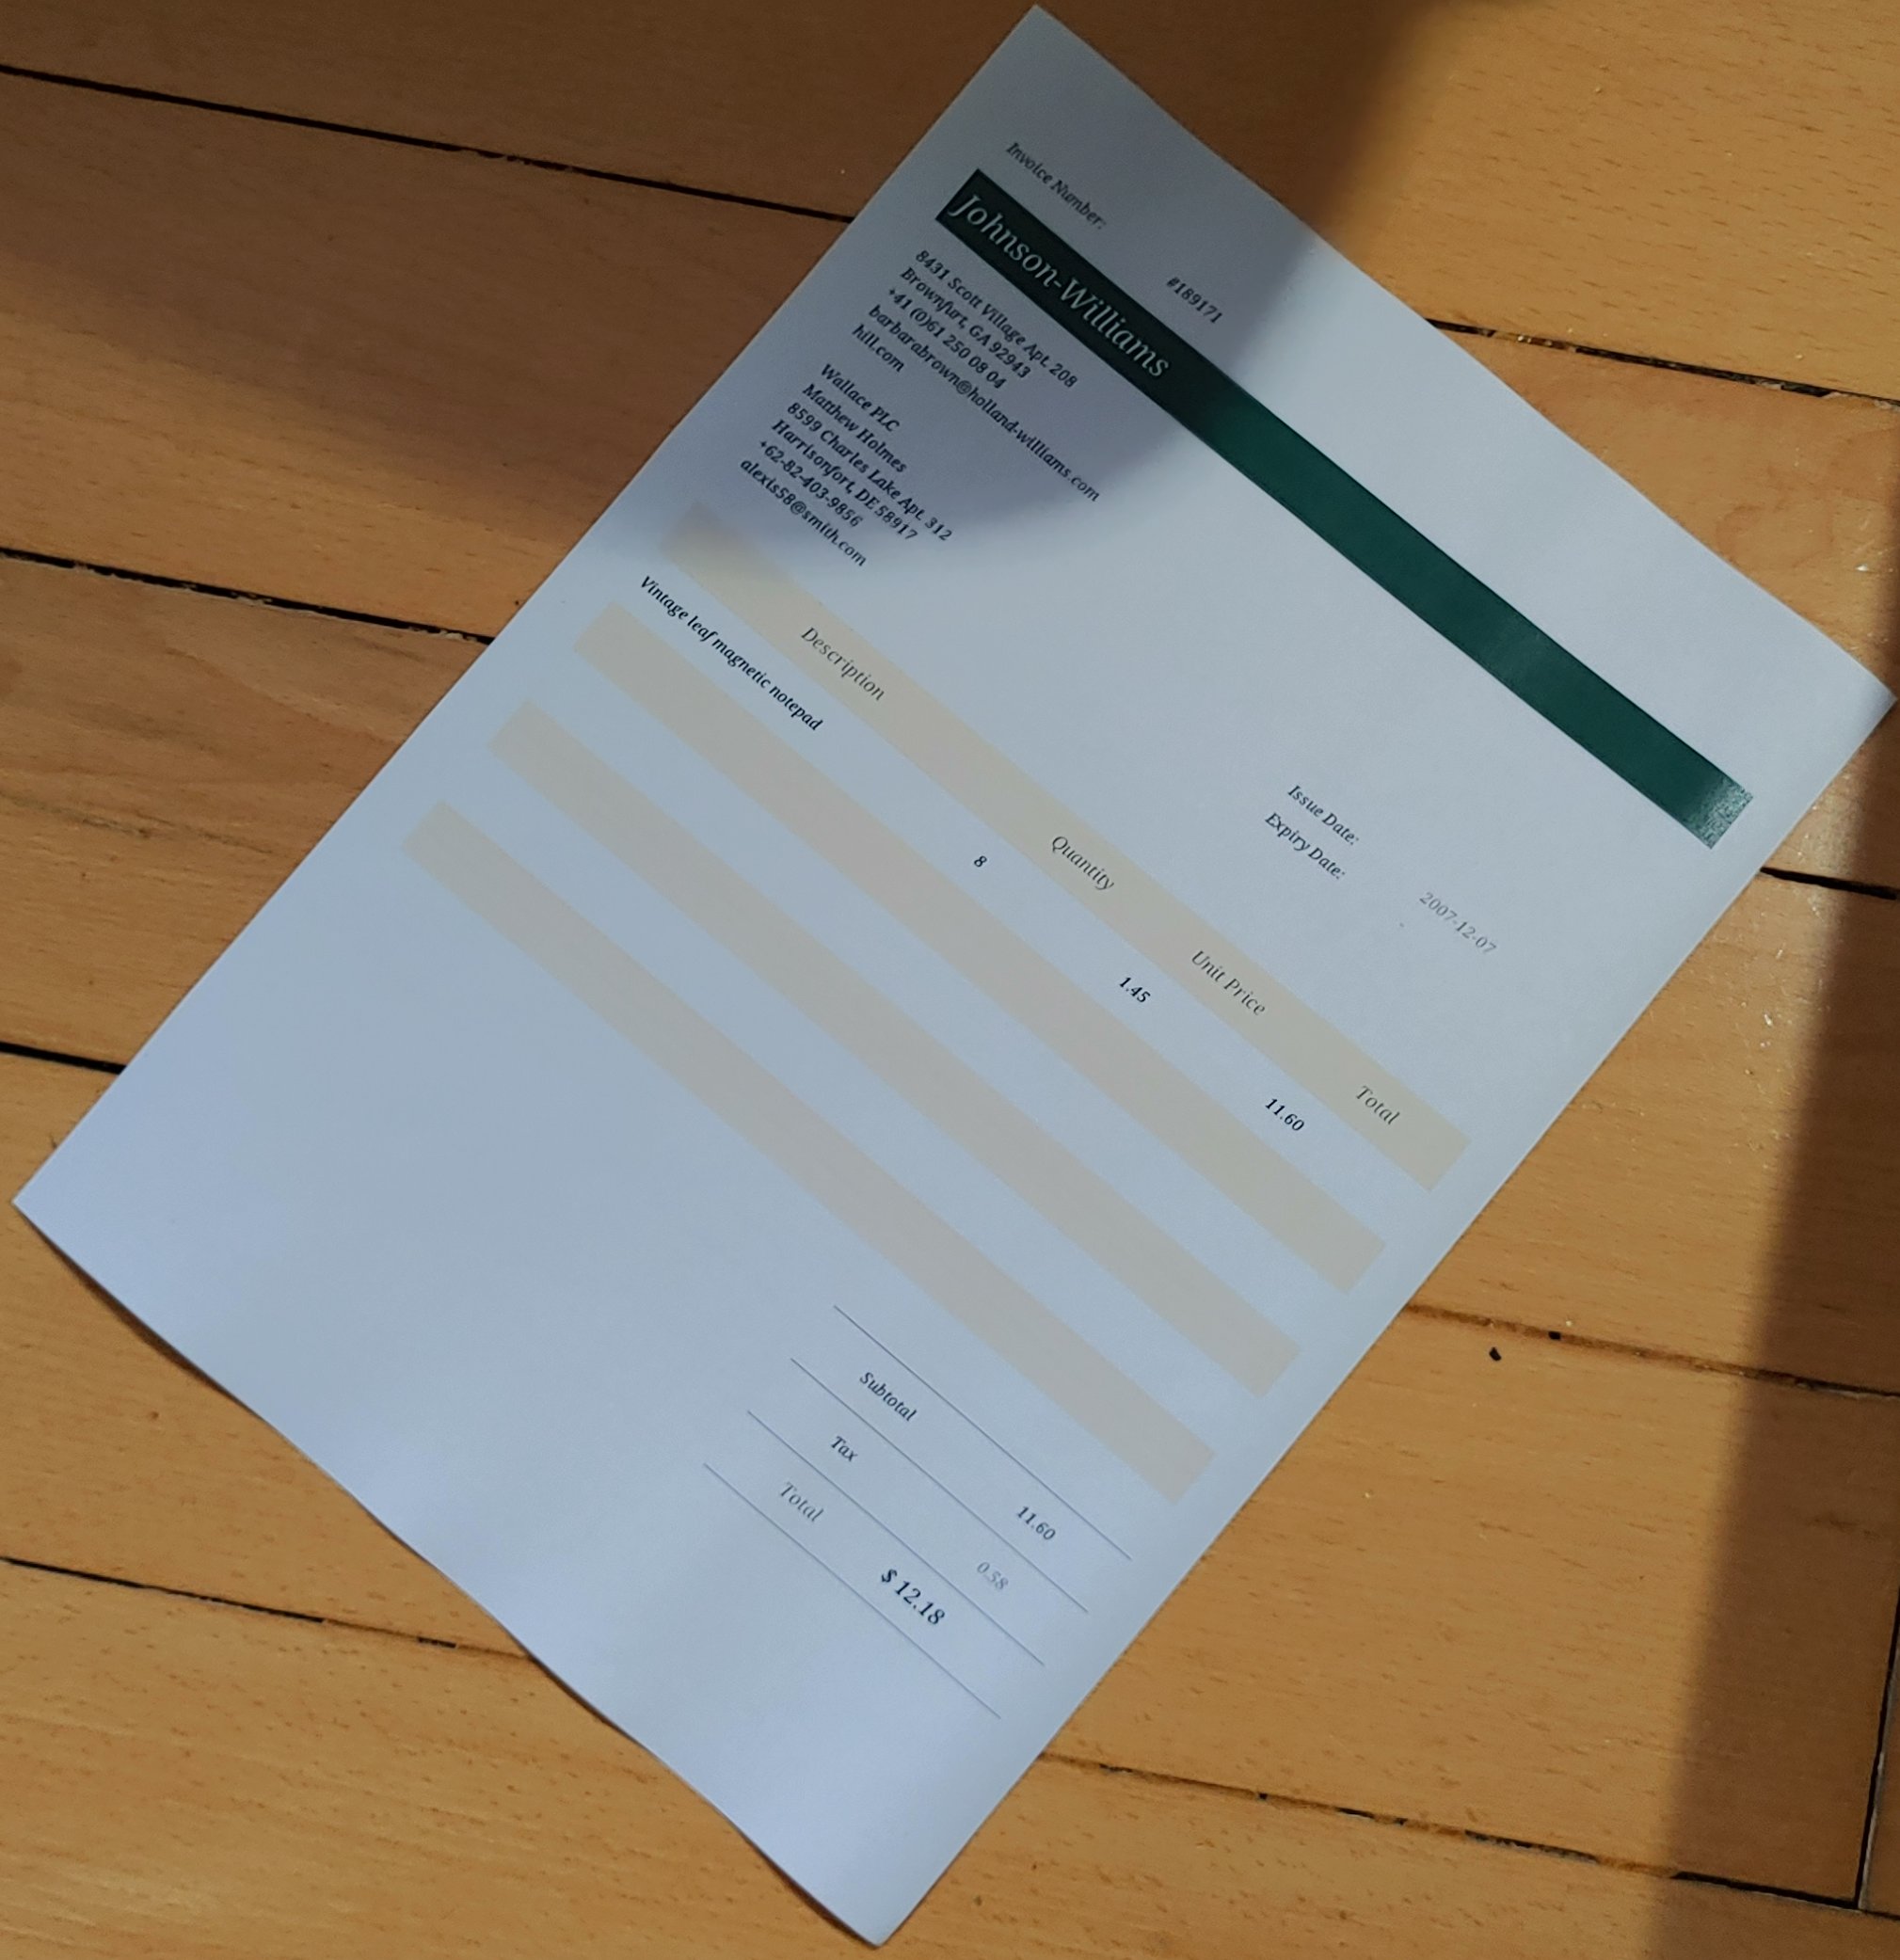 Invoice Number: #189171
Johnson-Williams
8431 Scott Village Apt. 208
Brownfurt, GA 92943
+41 (0)61 250 08 04
barbarabrown@holland-williams.com
hill.com
Wallace PLC
Matthew Holmes
8599 Charles Lake Apt. 312
Harrisonfort, DE 58917
+62-82-403-9856
alexis58@smith.com
Issue Date: 2007-12-07
Expiry Date: -
Description Quantity Unit Price Total
Vintage leaf magnetic notepad 8 1.45 11.60
Subtotal 11.60
Tax 0.58
Total $ 12.18